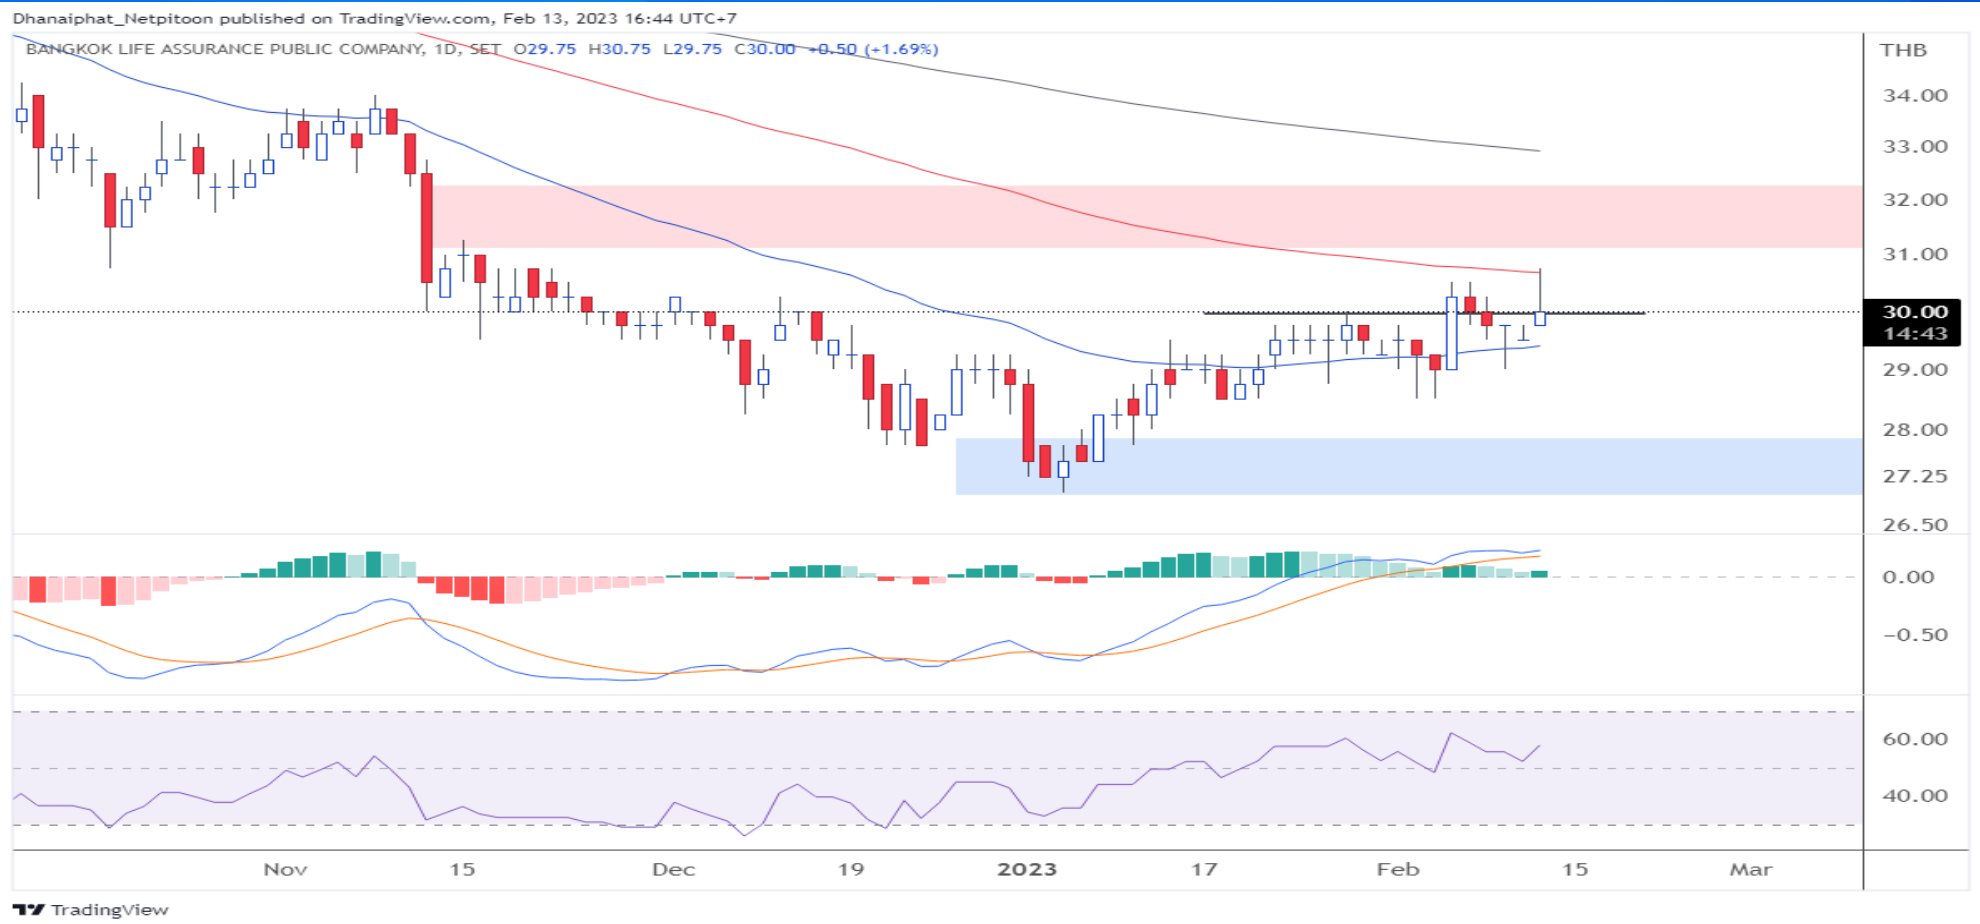 Dhanaiphat_Netpitoon published on TradingView.com, Feb 13, 2023 16:44 UTC+7
BANGKOK LIFE ASSURANCE PUBLIC COMPANY, 1D, SET O29.75 H30.75 L29.75 C30.00 +0.50 (+1.69%)
THB
34.00
33.00
32.00
31.00
30.00
14:43
29.00
28.00
27.25
26.50
0.00
−0.50
60.00
40.00
Nov 15 Dec 19 2023 17 Feb 15 Mar
TradingView